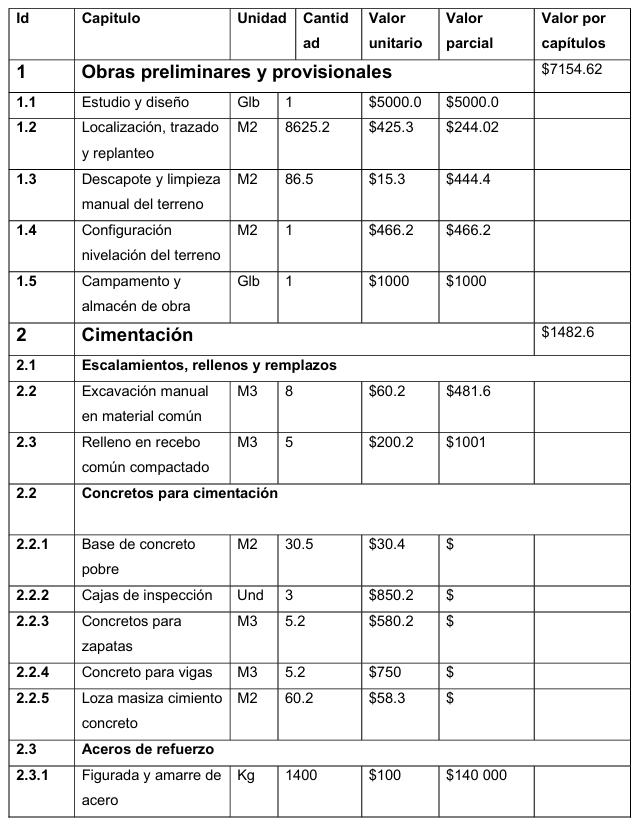 Id Capitulo Unidad Cantid Valor Valor Valor por
ad unitario parcial capítulos
1 Obras preliminares y provisionales $7154.62
1.1 Estudio y diseño Glb 1 $5000.0 $5000.0
1.2 Localización, trazado M2 8625.2 $425.3 $244.02
y replanteo
1.3 Descapote y limpieza M2 86.5 $15.3 $444.4
manual del terreno
1.4 Configuración M2 1 $466.2 $466.2
nivelación del terreno
1.5 Campamento y Glb 1 $1000 $1000
almacén de obra
2 Cimentación $1482.6
2.1 Escalamientos, rellenos y remplazos
2.2 Excavación manual M3 8 $60.2 $481.6
en material común
2.3 Relleno en recebo M3 5 $200.2 $1001
común compactado
2.2 Concretos para cimentación
2.2.1 Base de concreto M2 30.5 $30.4 $
pobre
2.2.2 Cajas de inspección Und 3 $850.2 $
2.2.3 Concretos para M3 5.2 $580.2 $
zapatas
2.2.4 Concreto para vigas M3 5.2 $750 $
2.2.5 Loza masiza cimiento M2 60.2 $58.3 $
concreto
2.3 Aceros de refuerzo
2.3.1 Figurada y amarre de Kg 1400 $100 $140 000
acero